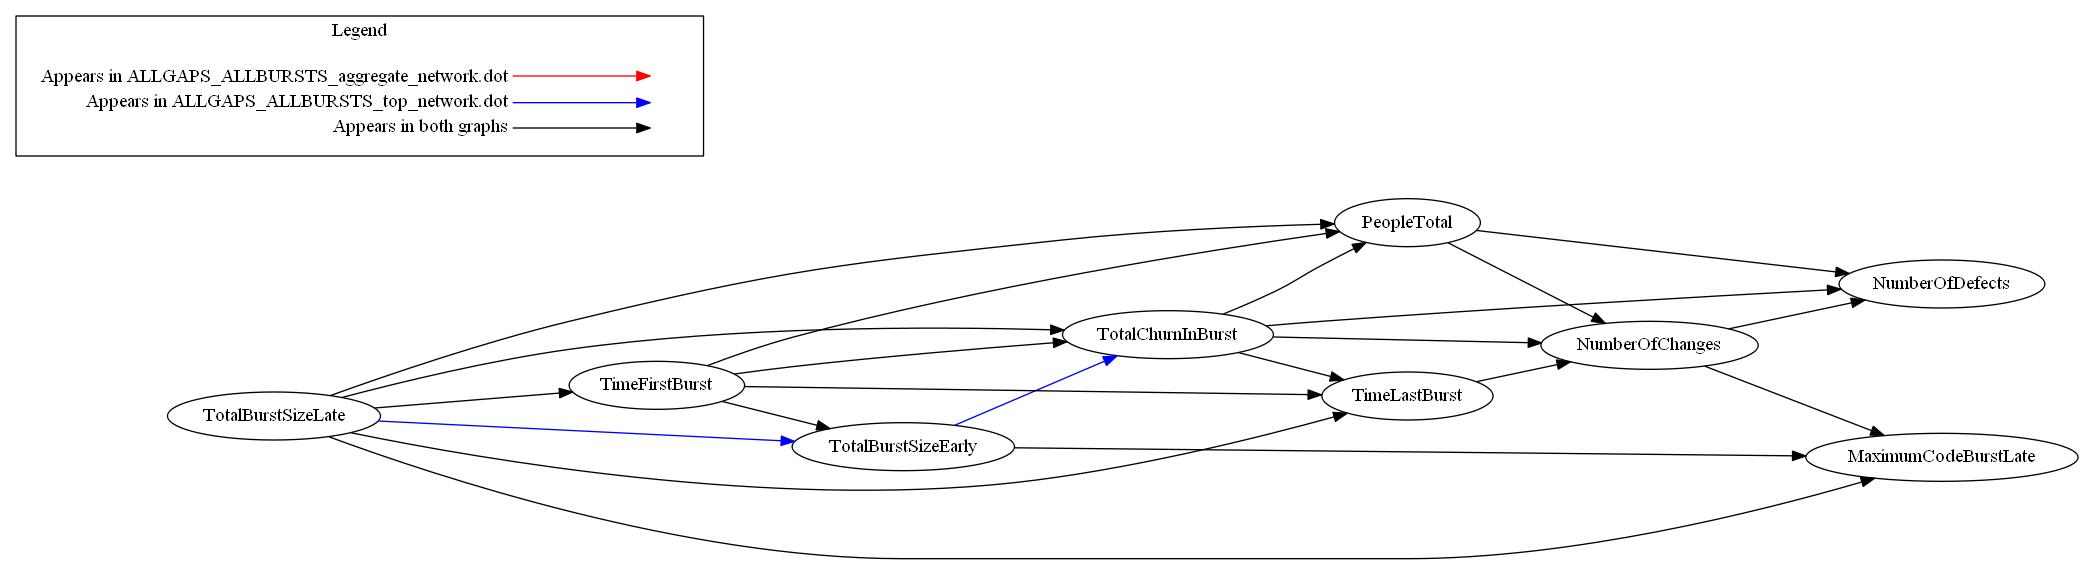 Legend
Appears in ALLGAPS_ALLBURSTS_aggregate_network.dot
Appears in ALLGAPS_ALLBURSTS_top_network.dot
Appears in both graphs
PeopleTotal
NumberOfDefects
TotalChurnInBurst
NumberOfChanges
TimeFirstBurst
TimeLastBurst
TotalBurstSizeLate
TotalBurstSizeEarly
MaximumCodeBurstLate